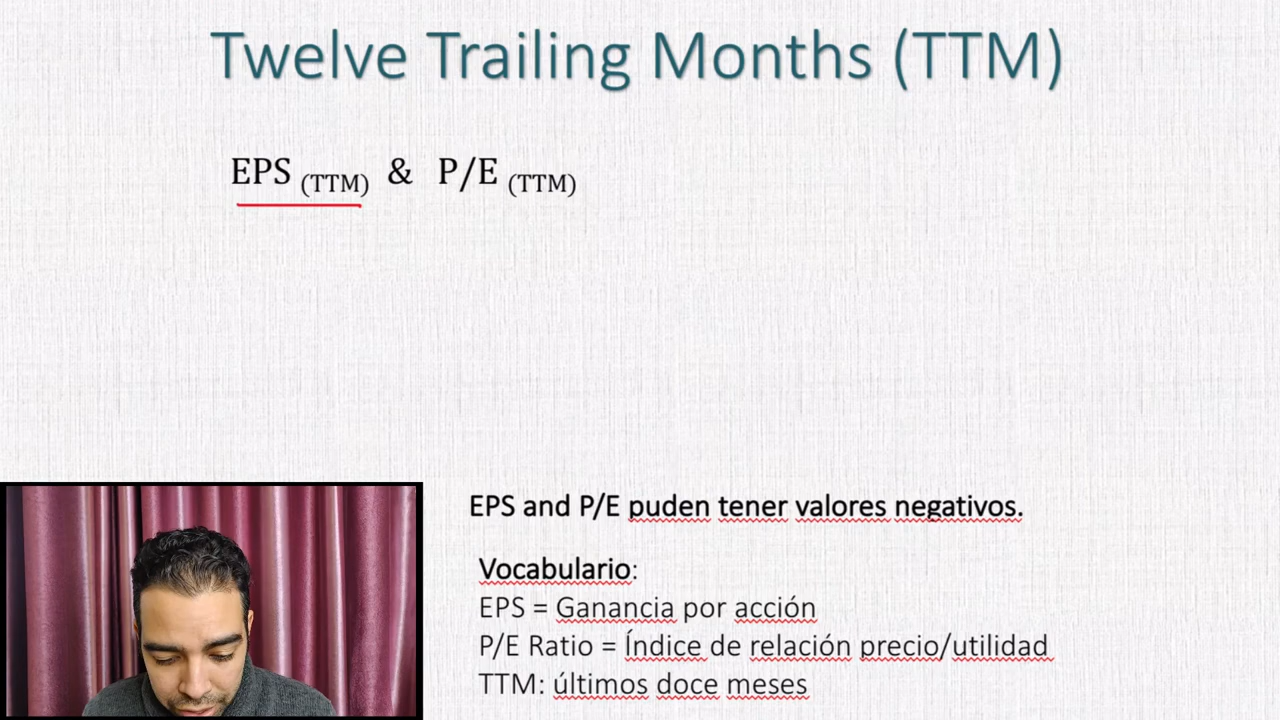 Twelve Trailing Months (TTM)
EPS (TTM) & P/E (TTM)
EPS and P/E puden tener valores negativos.
Vocabulario:
EPS = Ganancia por acción
P/E Ratio = Índice de relación precio/utilidad
TTM: últimos doce meses